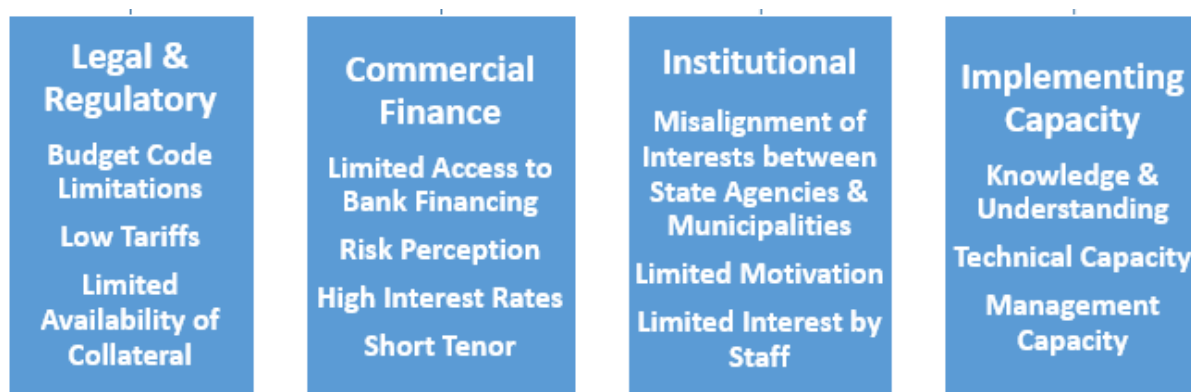 Legal &
Regulatory
Budget Code
Limitations
Low Tariffs
Limited
Availability of
Collateral
Commercial
Finance
Limited Access to
Bank Financing
Risk Perception
High Interest Rates
Short Tenor
Institutional
Misalignment of
Interests between
State Agencies &
Municipalities
Limited Motivation
Limited Interest by
Staff
Implementing
Capacity
Knowledge &
Understanding
Technical Capacity
Management
Capacity